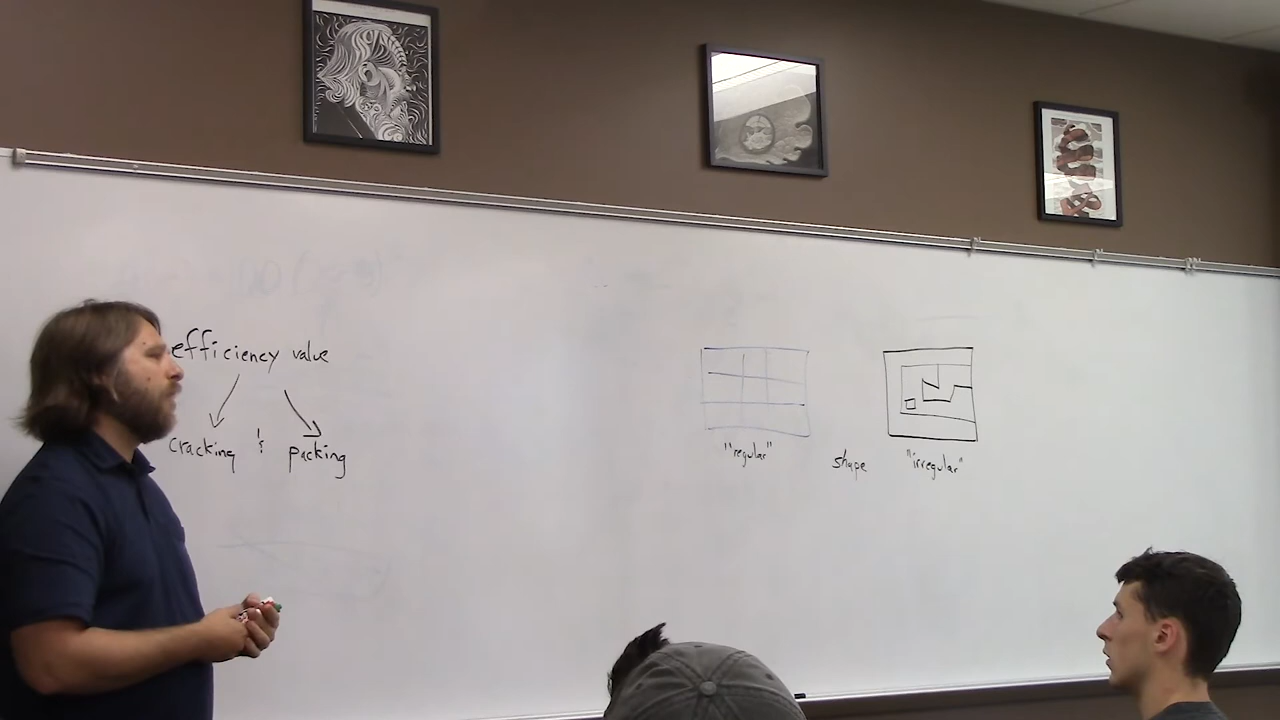 efficiency value
cracking & packing
"regular" shape "irregular"